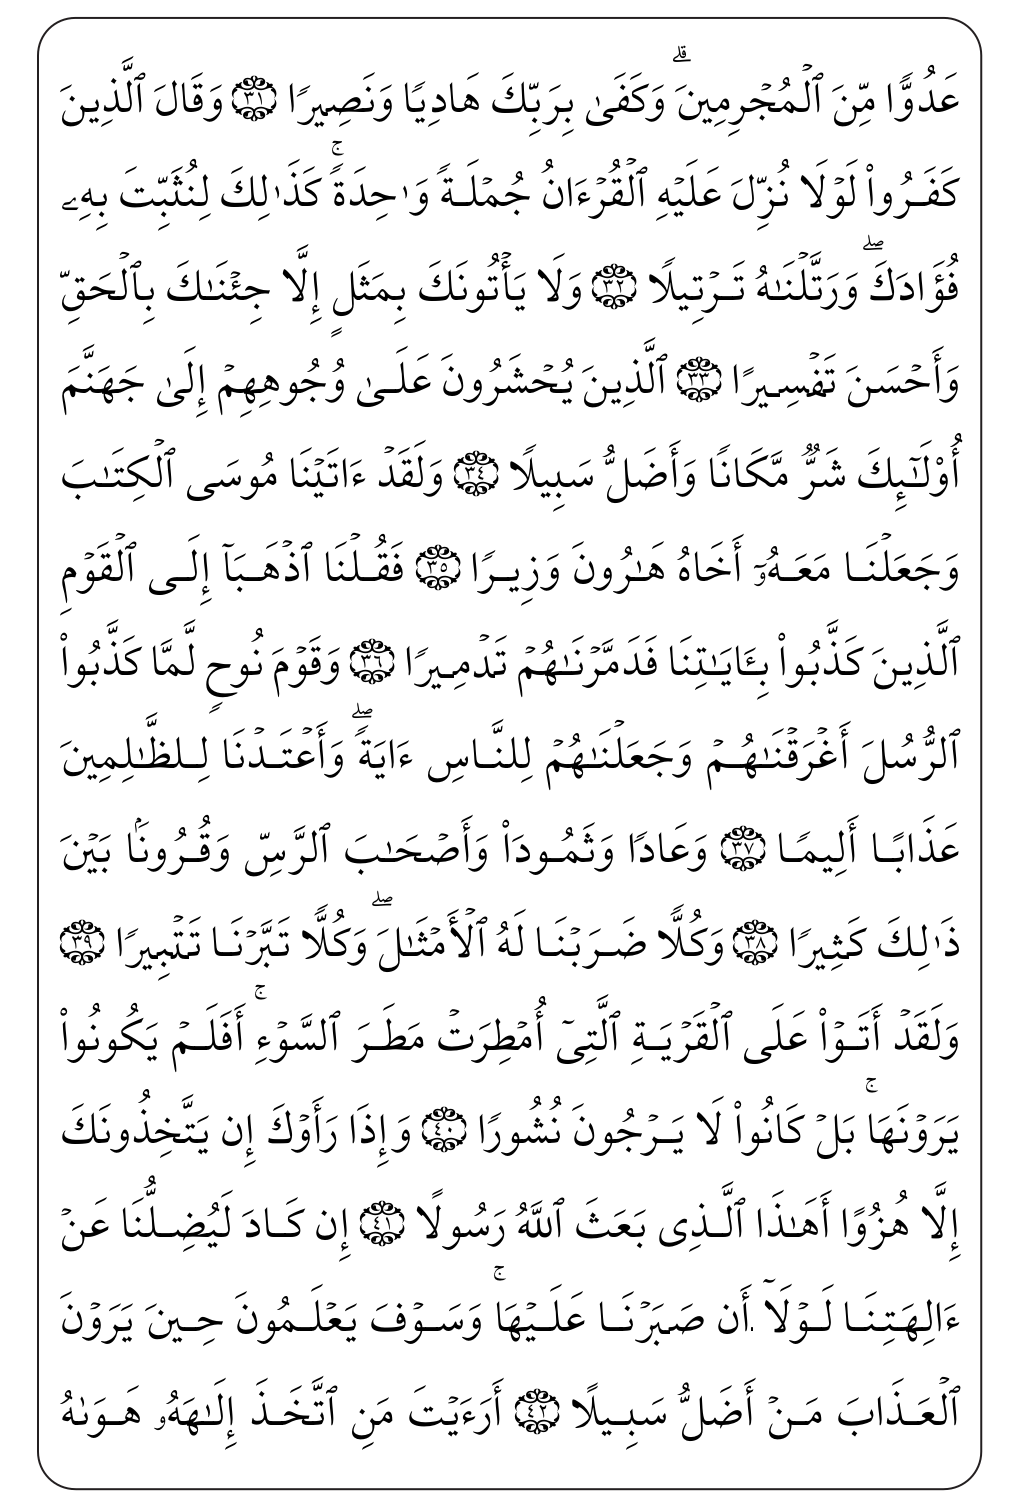 عَدُوًّا مِّنَ ٱلْمُجْرِمِينَ ۗ وَكَفَىٰ بِرَبِّكَ هَادِيًا وَنَصِيرًا ٣١ وَقَالَ ٱلَّذِينَ
كَفَرُوا۟ لَوْلَا نُزِّلَ عَلَيْهِ ٱلْقُرْءَانُ جُمْلَةً وَٰحِدَةً ۚ كَذَٰلِكَ لِنُثَبِّتَ بِهِۦ
فُؤَادَكَ ۖ وَرَتَّلْنَـٰهُ تَرْتِيلًا ٣٢ وَلَا يَأْتُونَكَ بِمَثَلٍ إِلَّا جِئْنَـٰكَ بِٱلْحَقِّ
وَأَحْسَنَ تَفْسِيرًا ٣٣ ٱلَّذِينَ يُحْشَرُونَ عَلَىٰ وُجُوهِهِمْ إِلَىٰ جَهَنَّمَ
أُو۟لَـٰٓئِكَ شَرٌّ مَّكَانًا وَأَضَلُّ سَبِيلًا ٣٤ وَلَقَدْ ءَاتَيْنَا مُوسَى ٱلْكِتَـٰبَ
وَجَعَلْنَا مَعَهُۥٓ أَخَاهُ هَـٰرُونَ وَزِيرًا ٣٥ فَقُلْنَا ٱذْهَبَآ إِلَى ٱلْقَوْمِ
ٱلَّذِينَ كَذَّبُوا۟ بِـَٔايَـٰتِنَا فَدَمَّرْنَـٰهُمْ تَدْمِيرًا ٣٦ وَقَوْمَ نُوحٍ لَّمَّا كَذَّبُوا۟
ٱلرُّسُلَ أَغْرَقْنَـٰهُمْ وَجَعَلْنَـٰهُمْ لِلنَّاسِ ءَايَةً ۖ وَأَعْتَدْنَا لِلظَّـٰلِمِينَ
عَذَابًا أَلِيمًا ٣٧ وَعَادًا وَثَمُودَا۟ وَأَصْحَـٰبَ ٱلرَّسِّ وَقُرُونًۢا بَيْنَ
ذَٰلِكَ كَثِيرًا ٣٨ وَكُلًّا ضَرَبْنَا لَهُ ٱلْأَمْثَـٰلَ ۖ وَكُلًّا تَبَّرْنَا تَتْبِيرًا ٣٩
وَلَقَدْ أَتَوْا۟ عَلَى ٱلْقَرْيَةِ ٱلَّتِىٓ أُمْطِرَتْ مَطَرَ ٱلسَّوْءِ ۚ أَفَلَمْ يَكُونُوا۟
يَرَوْنَهَا ۚ بَلْ كَانُوا۟ لَا يَرْجُونَ نُشُورًا ٤٠ وَإِذَا رَأَوْكَ إِن يَتَّخِذُونَكَ
إِلَّا هُزُوًا أَهَـٰذَا ٱلَّذِى بَعَثَ ٱللَّهُ رَسُولًا ٤١ إِن كَادَ لَيُضِلُّنَا عَنْ
ءَالِهَتِنَا لَوْلَآ أَن صَبَرْنَا عَلَيْهَا ۚ وَسَوْفَ يَعْلَمُونَ حِينَ يَرَوْنَ
ٱلْعَذَابَ مَنْ أَضَلُّ سَبِيلًا ٤٢ أَرَءَيْتَ مَنِ ٱتَّخَذَ إِلَـٰهَهُۥ هَوَىٰهُ